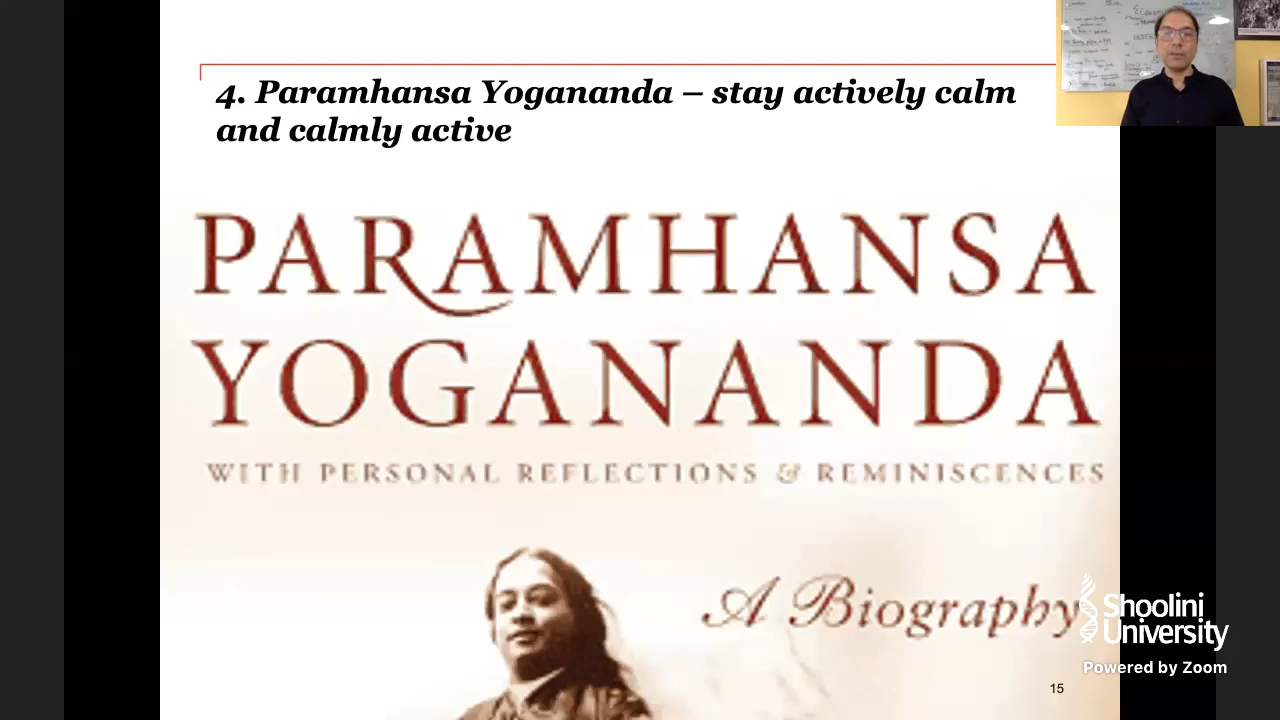 4. Paramhansa Yogananda – stay actively calm
and calmly active
PARAMHANSA
YOGANANDA
WITH PERSONAL REFLECTIONS & REMINISCENCES
A Biography
Shoolini
University
Powered by Zoom
15